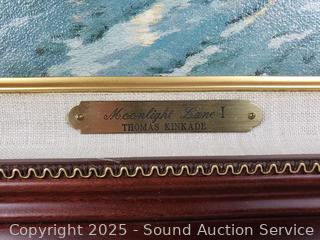 Moonlight Lane I
THOMAS KINKADE
Copyright 2025 - Sound Auction Service